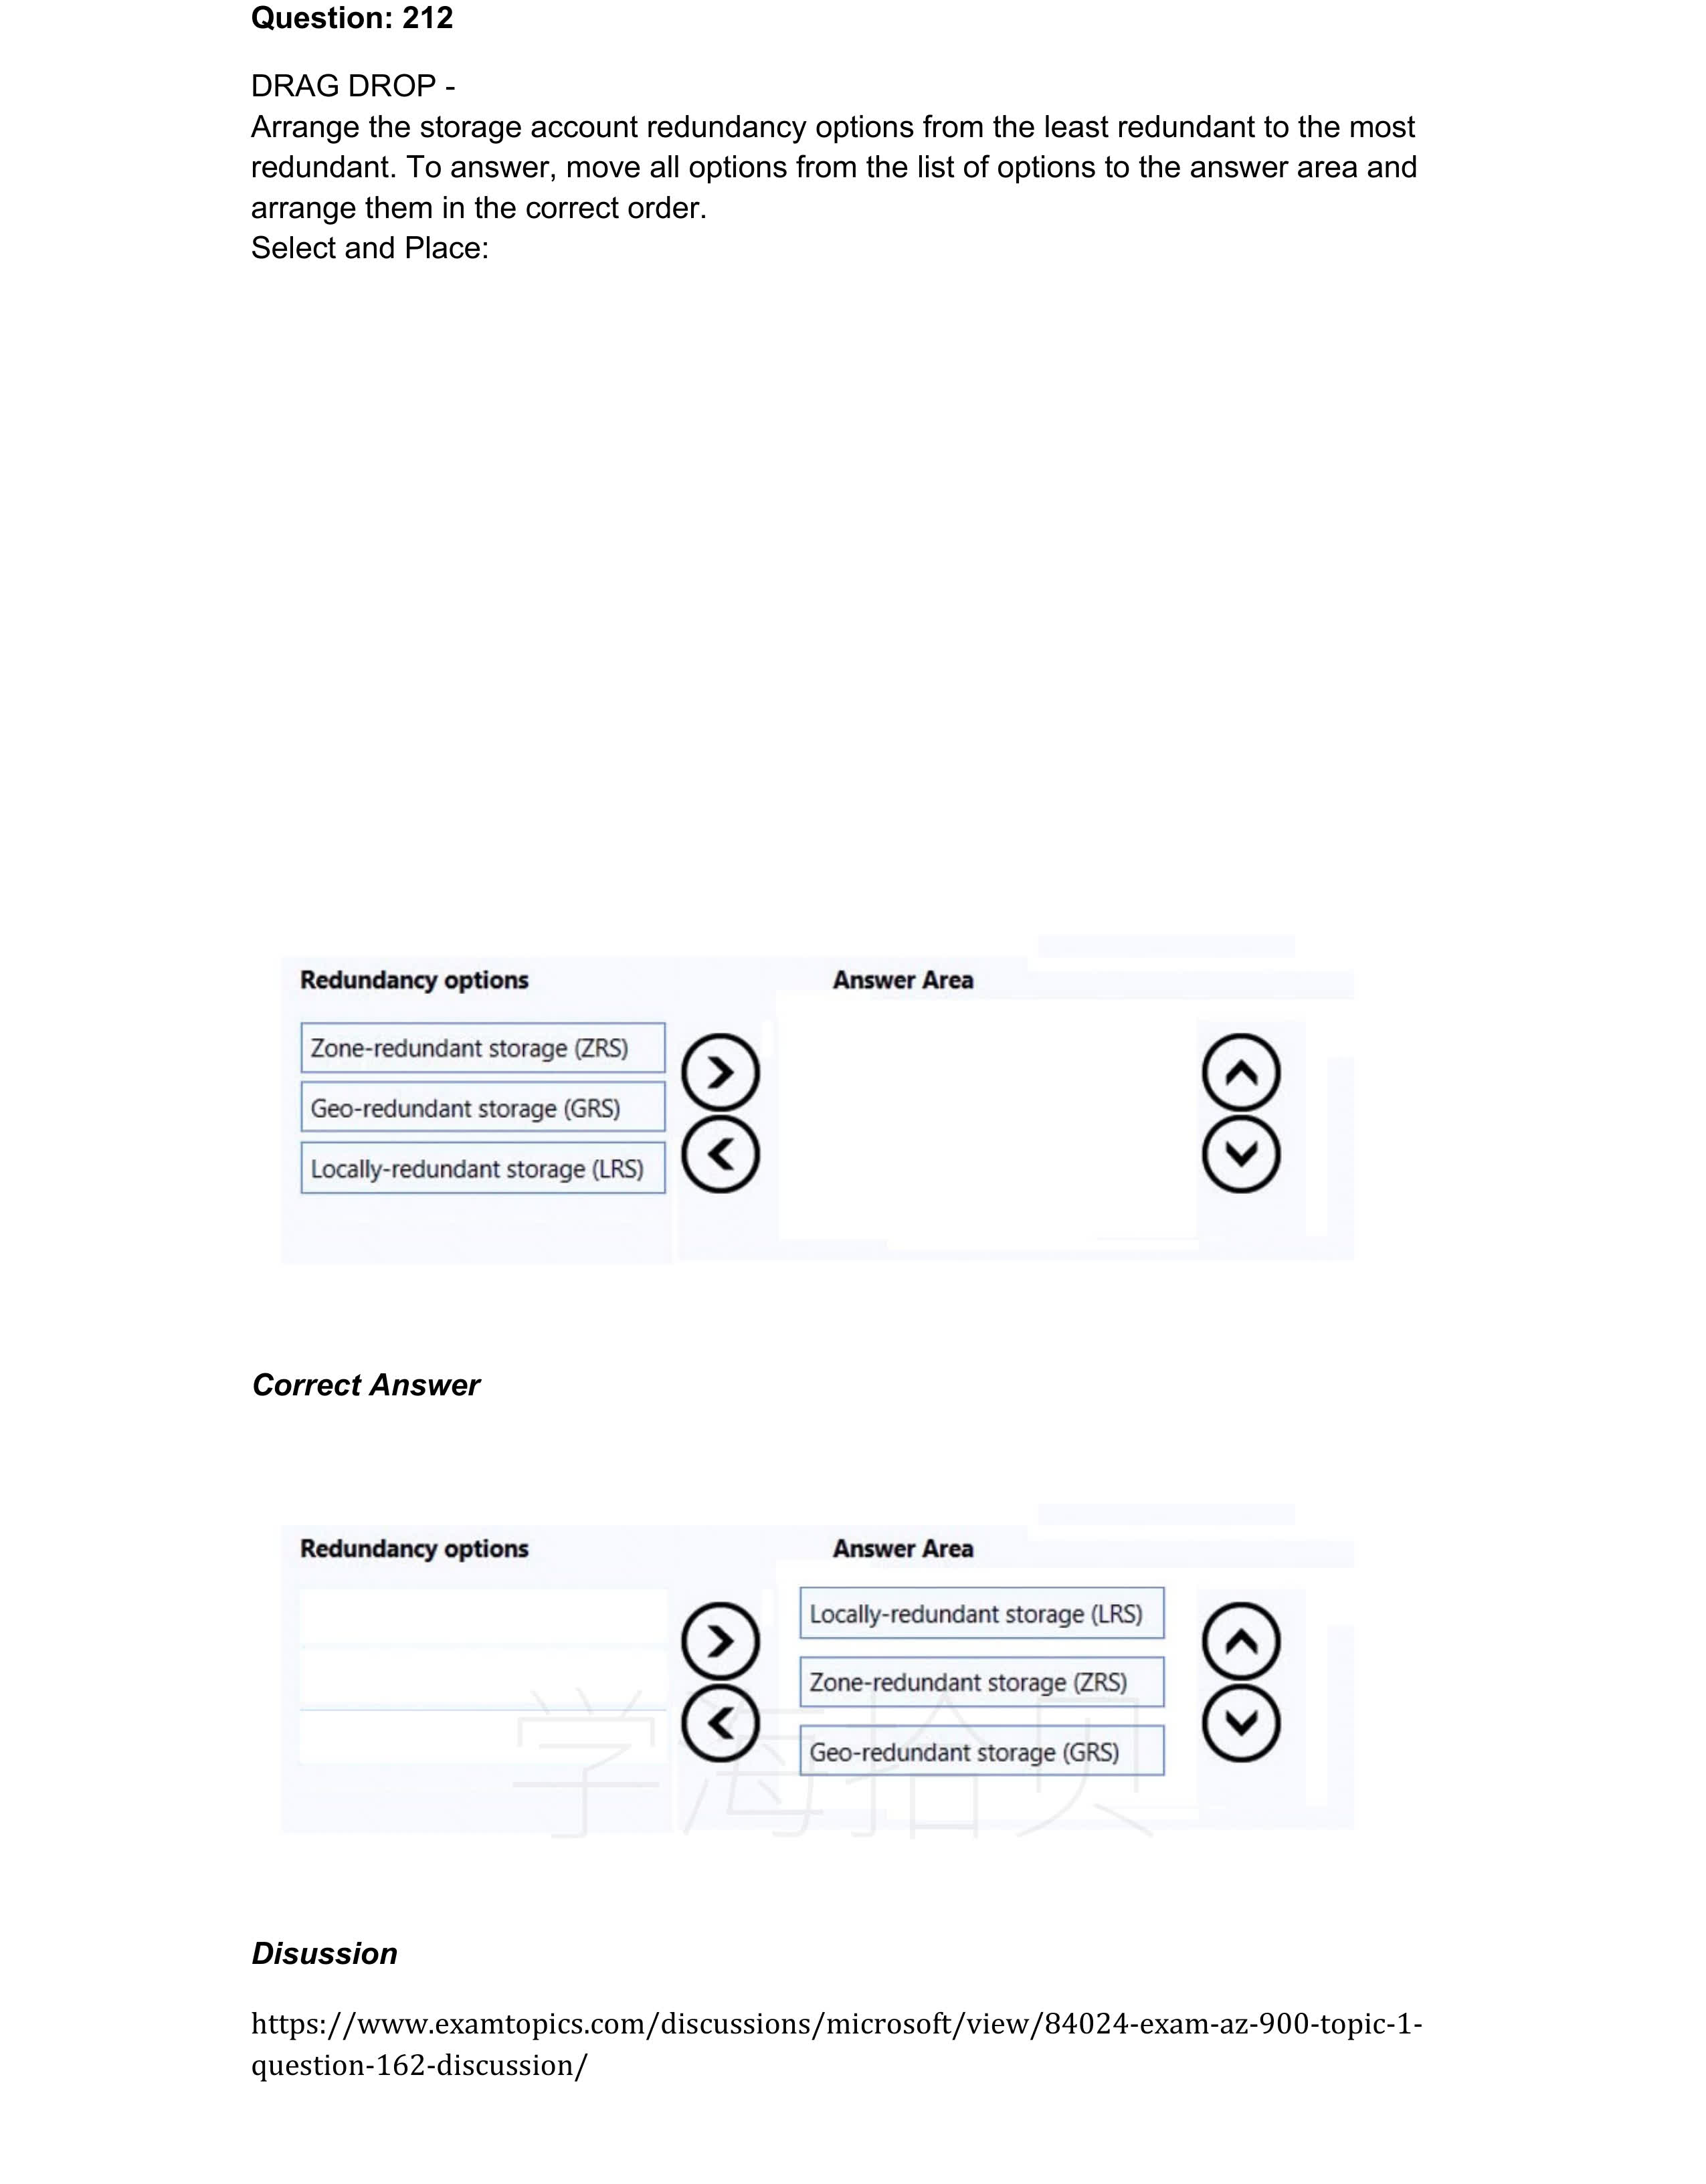 Question: 212
DRAG DROP -
Arrange the storage account redundancy options from the least redundant to the most
redundant. To answer, move all options from the list of options to the answer area and
arrange them in the correct order.
Select and Place:
Redundancy options
Answer Area
Zone-redundant storage (ZRS)
Geo-redundant storage (GRS)
Locally-redundant storage (LRS)
Correct Answer
Redundancy options
Answer Area
Locally-redundant storage (LRS)
Zone-redundant storage (ZRS)
Geo-redundant storage (GRS)
学海拾贝
Disussion
https://www.examtopics.com/discussions/microsoft/view/84024-exam-az-900-topic-1-
question-162-discussion/